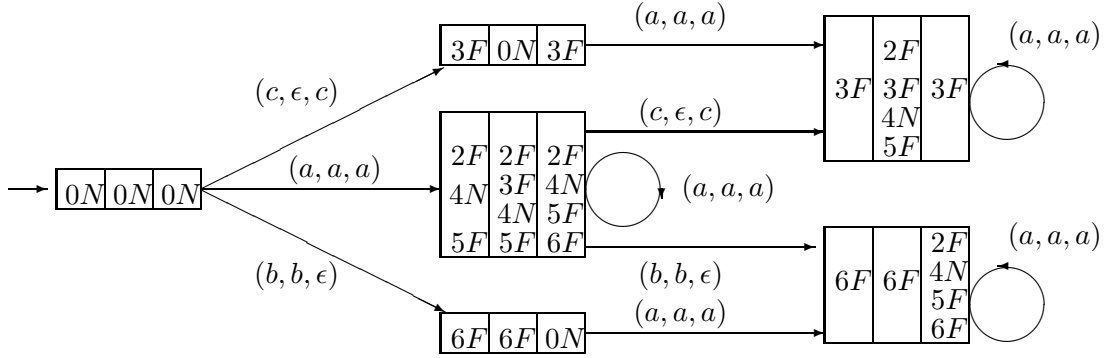 (c, ϵ, c)
(a, a, a)
(b, b, ϵ)
0N 0N 0N
3F 0N 3F
(a, a, a)
2F 2F 2F
4N 3F 4N
4N 5F
5F 5F 6F
(c, ϵ, c)
(a, a, a)
(b, b, ϵ)
6F 6F 0N
(a, a, a)
2F
3F 3F 3F
4N
5F
(a, a, a)
2F
6F 6F 4N
5F
6F
(a, a, a)